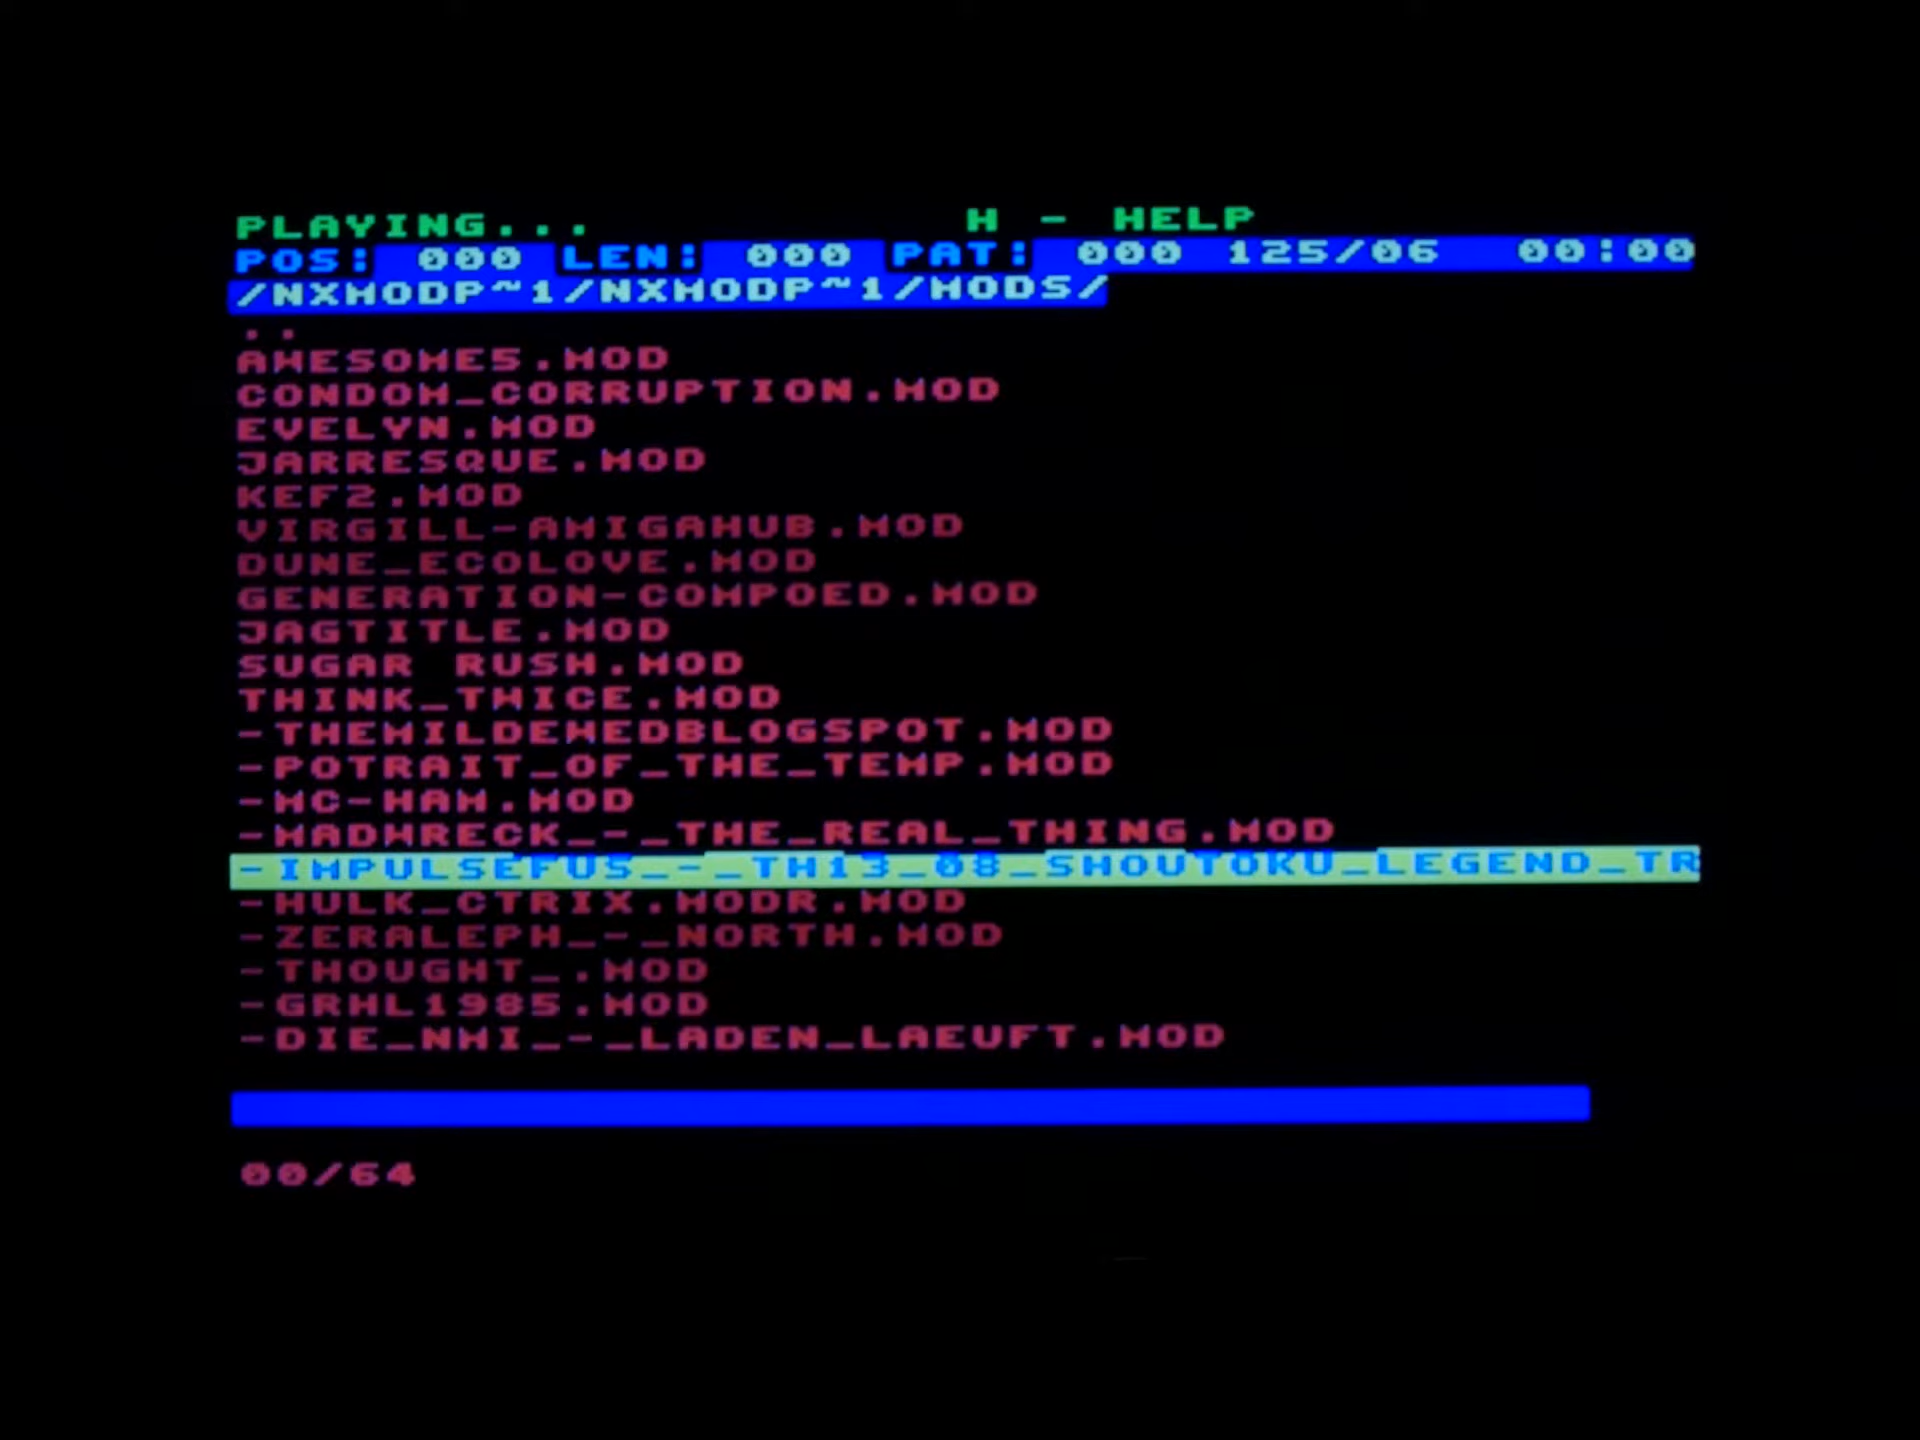 PLAYING... H - HELP
POS: 000 LEN: 000 PAT: 000 125/06 00:00
/NXMODP~1/NXMODP~1/MODS/
..
AWESOME5.MOD
CONDOM_CORRUPTION.MOD
EVELYN.MOD
JARRESQUE.MOD
KEF2.MOD
VIRGILL-AMIGAHUB.MOD
DUNE_ECOLOVE.MOD
GENERATION-COMPOED.MOD
JAGTITLE.MOD
SUGAR RUSH.MOD
THINK_TWICE.MOD
-THEWILDEWEDBLOGSPOT.MOD
-POTRAIT_OF_THE_TEMP.MOD
-MC-HAM.MOD
-MADWRECK_-_THE_REAL_THING.MOD
-IMPULSEFUS_-_TH13_08_SHOUTOKU_LEGEND_TR
-HULK_CTRIX.MODR.MOD
-ZERALEPH_-_NORTH.MOD
-THOUGHT_.MOD
-GRHL1985.MOD
-DIE_NMI_-_LADEN_LAEUFT.MOD
00/64